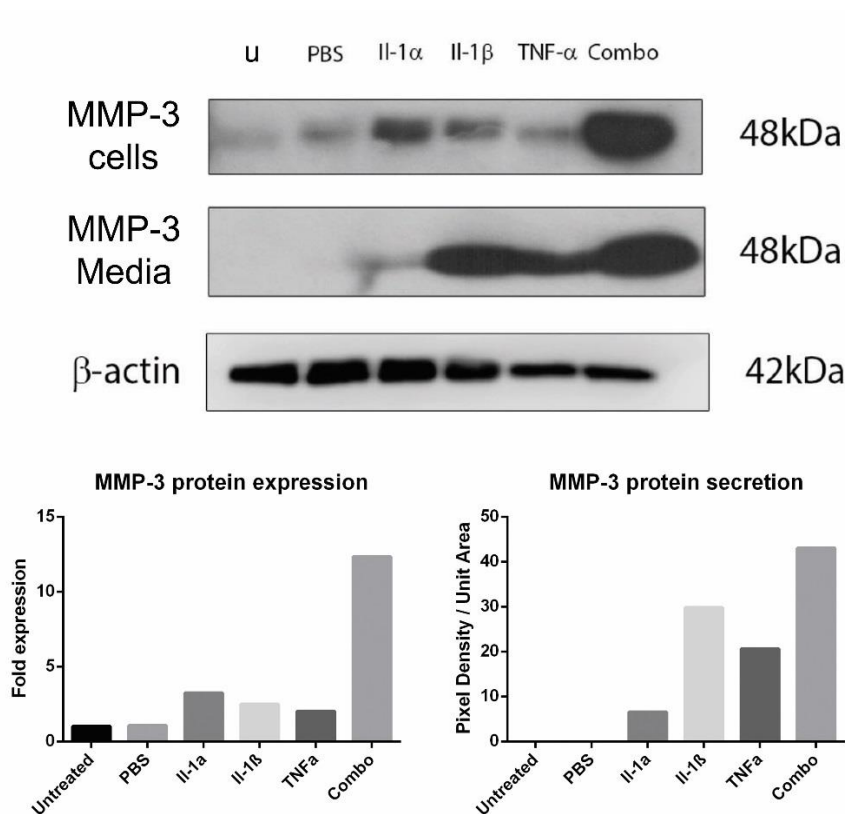 u PBS Il-1α Il-1β TNF-α Combo
MMP-3
cells
48kDa
MMP-3
Media
48kDa
β-actin
42kDa
MMP-3 protein expression
Fold expression
15
10
5
0
Untreated
PBS
Il-1a
Il-1ß
TNFa
Combo
MMP-3 protein secretion
Pixel Density / Unit Area
50
40
30
20
10
0
Untreated
PBS
Il-1a
Il-1ß
TNFa
Combo